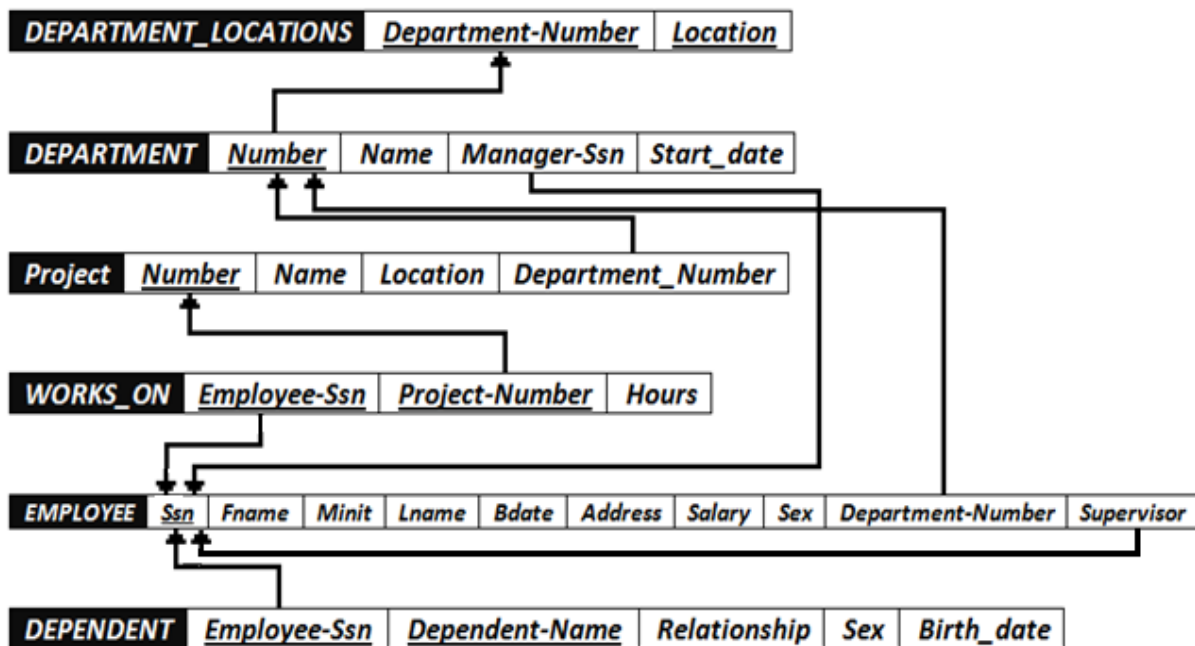 DEPARTMENT_LOCATIONS Department-Number Location
DEPARTMENT Number Name Manager-Ssn Start_date
Project Number Name Location Department_Number
WORKS_ON Employee-Ssn Project-Number Hours
EMPLOYEE Ssn Fname Minit Lname Bdate Address Salary Sex Department-Number Supervisor
DEPENDENT Employee-Ssn Dependent-Name Relationship Sex Birth_date